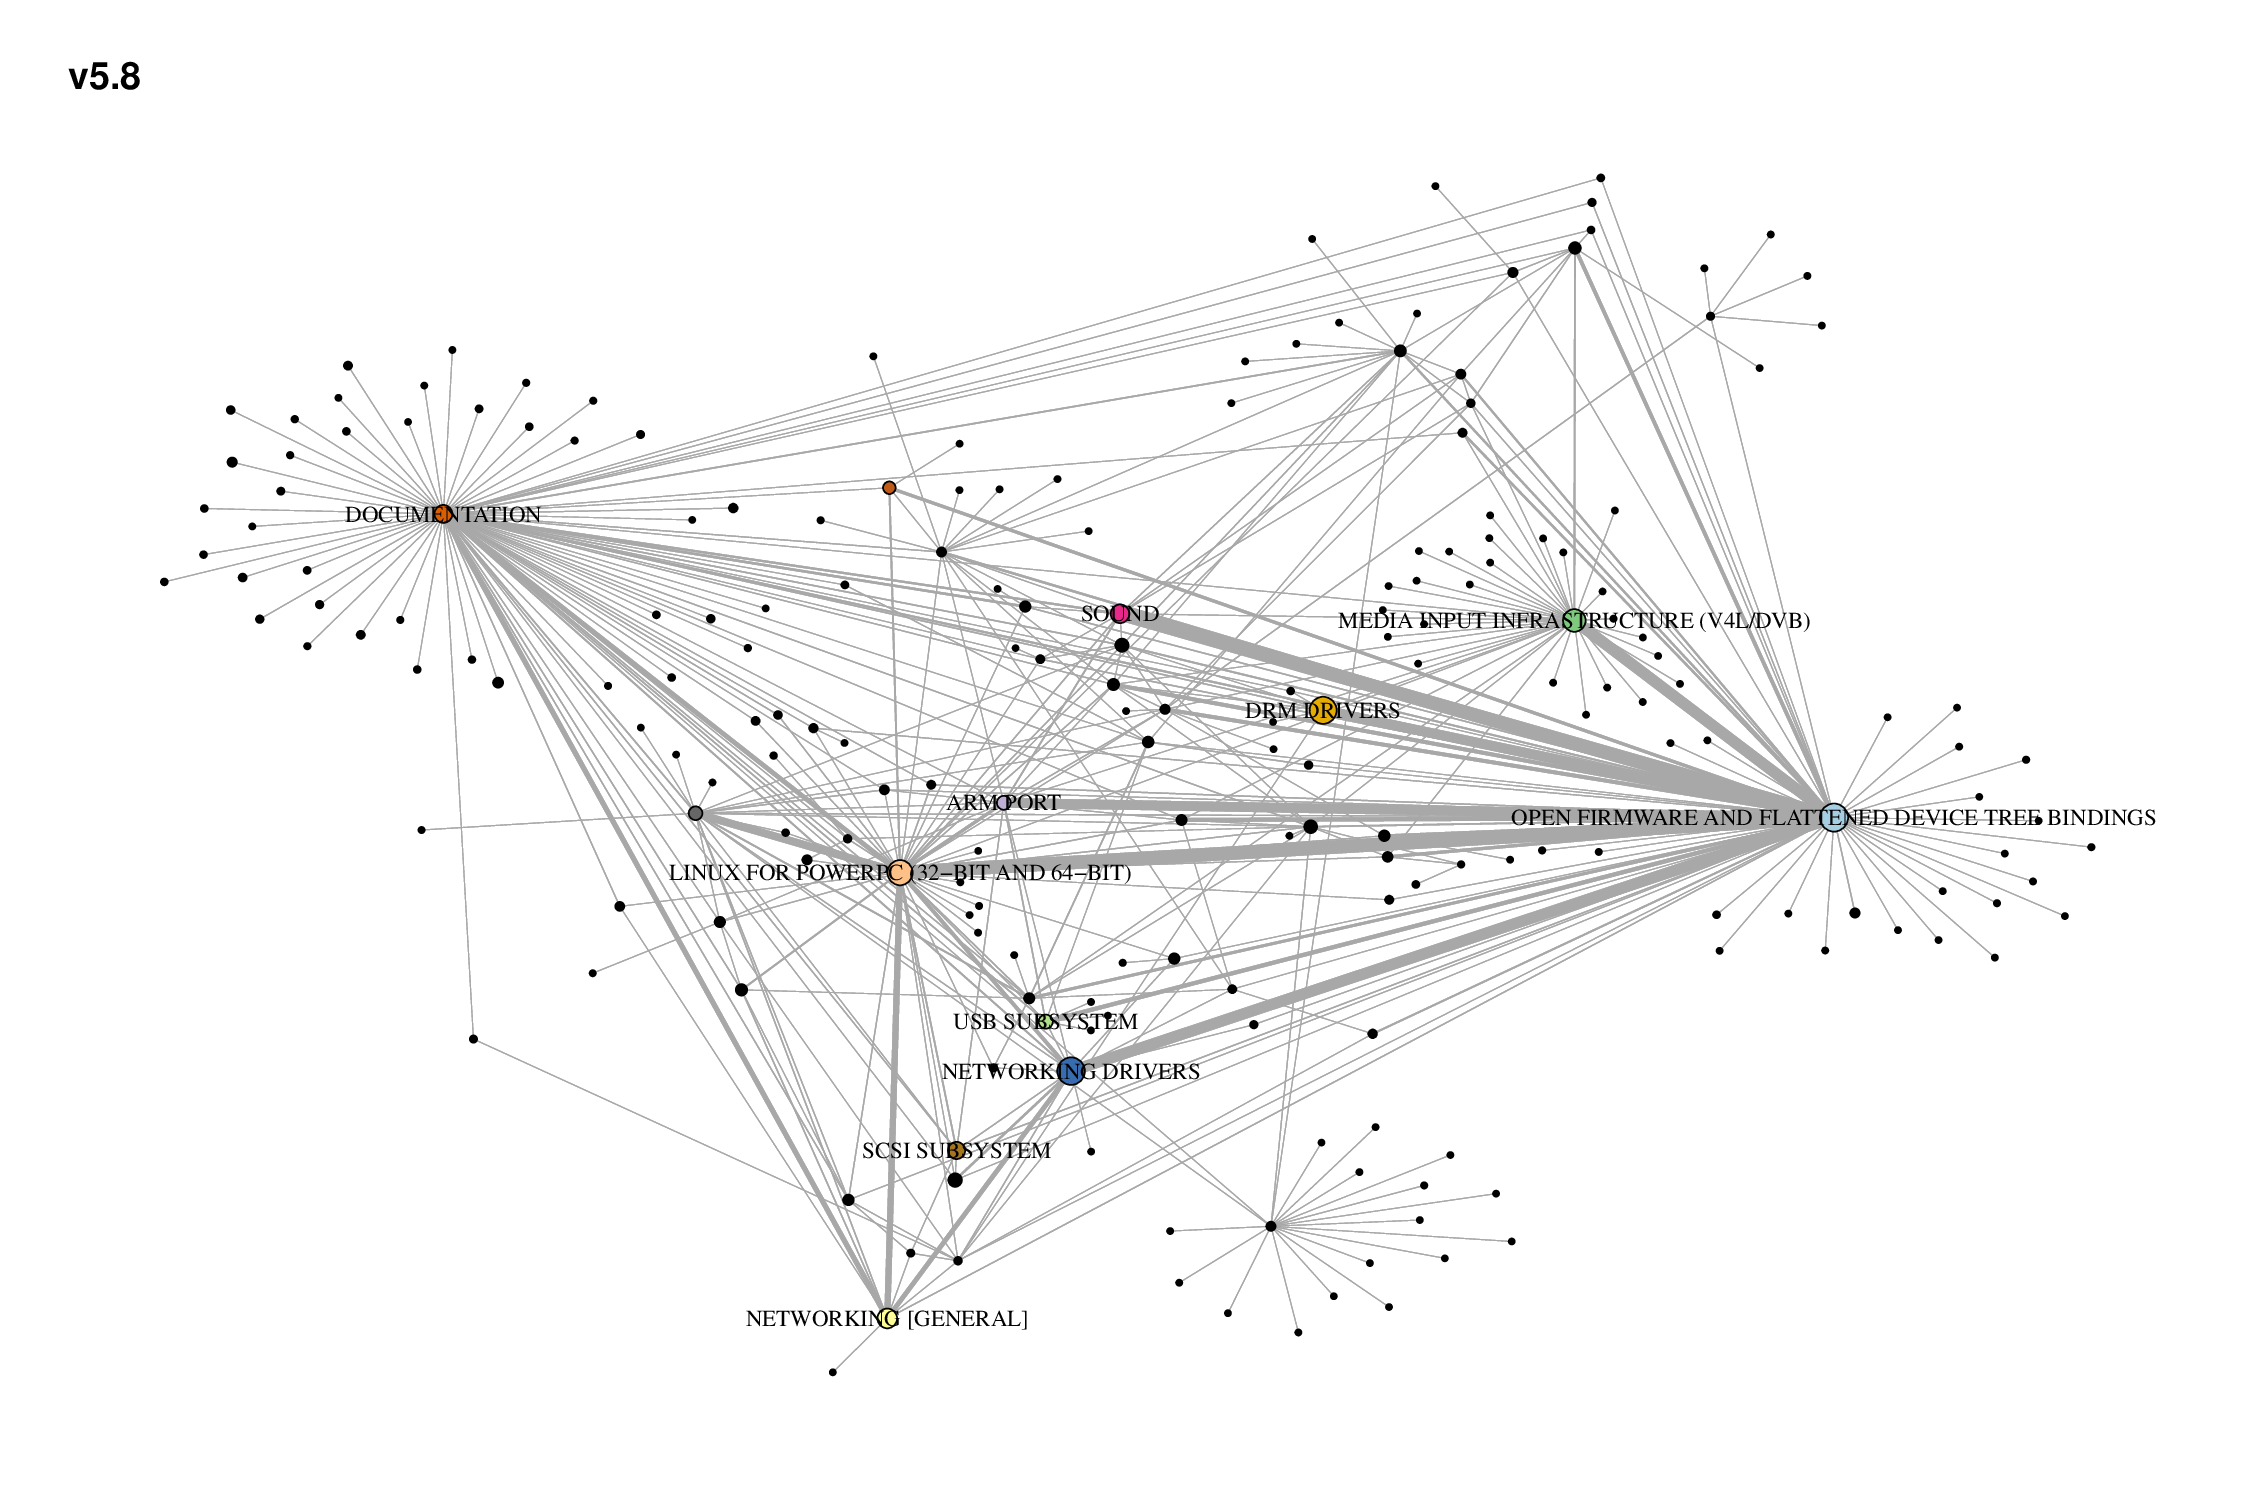 v5.8
DOCUMENTATION
SOUND
MEDIA INPUT INFRASTRUCTURE (V4L/DVB)
DRM DRIVERS
ARM PORT
OPEN FIRMWARE AND FLATTENED DEVICE TREE BINDINGS
LINUX FOR POWERPC (32−BIT AND 64−BIT)
USB SUBSYSTEM
NETWORKING DRIVERS
SCSI SUBSYSTEM
NETWORKING [GENERAL]